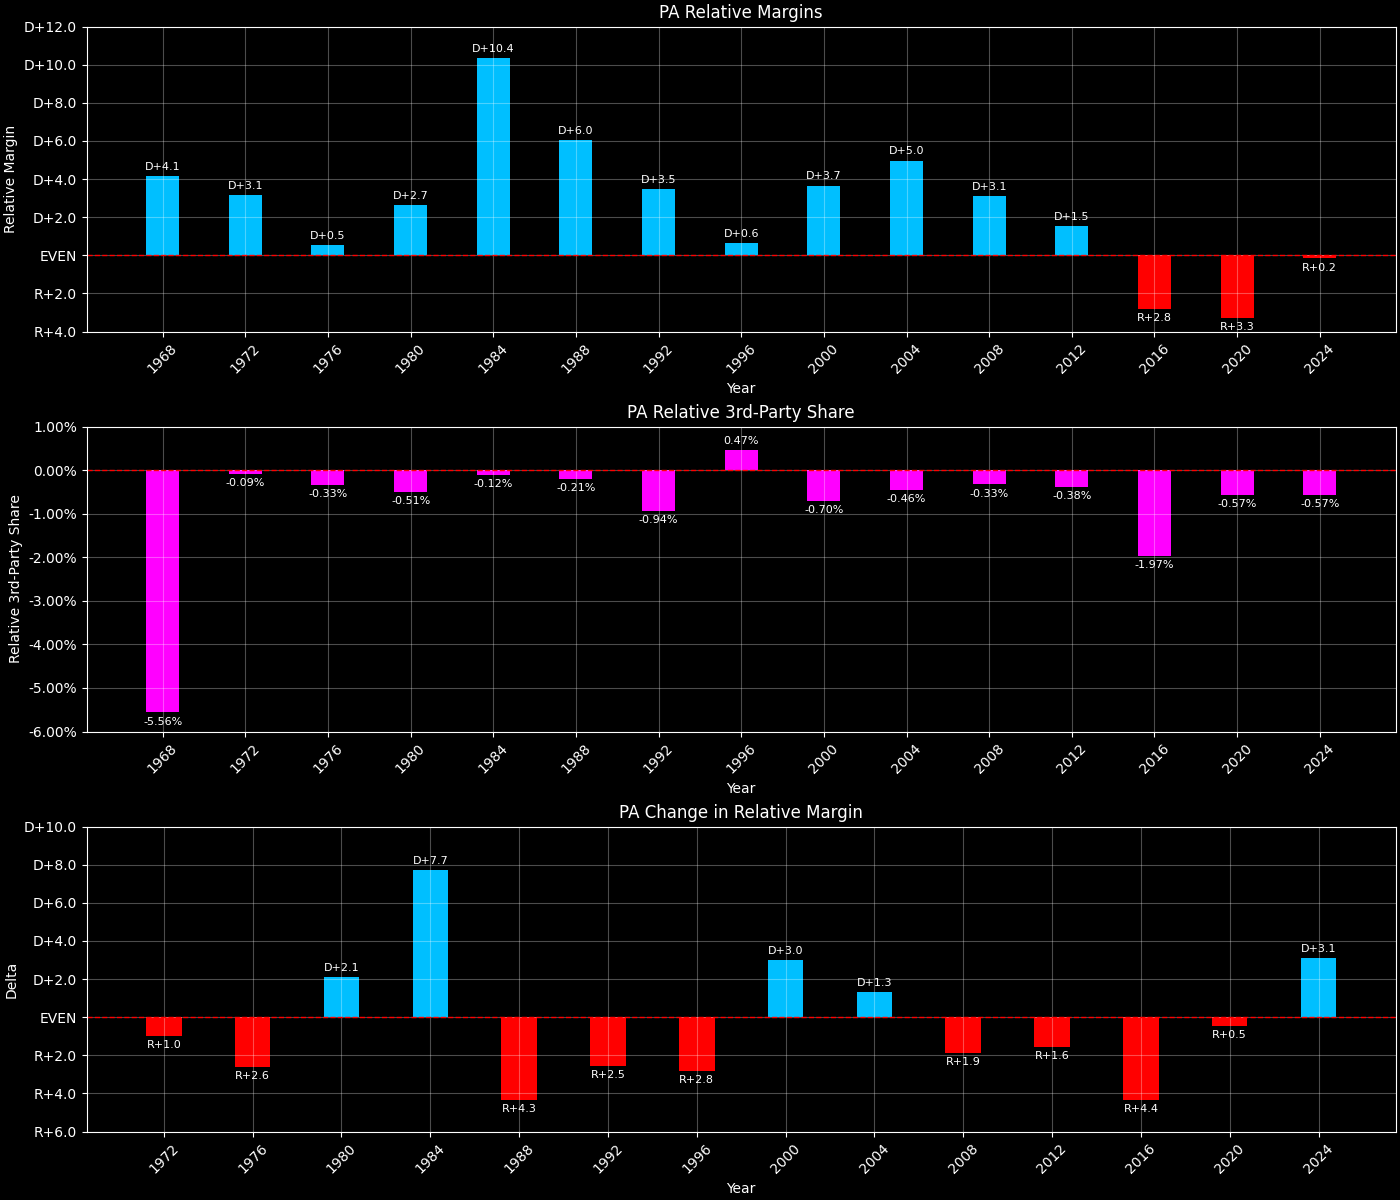 PA Relative Margins
D+12.0
D+10.0
D+8.0
D+6.0
D+4.0
D+2.0
EVEN
R+2.0
R+4.0
Relative Margin
D+4.1
D+3.1
D+0.5
D+2.7
D+10.4
D+6.0
D+3.5
D+0.6
D+3.7
D+5.0
D+3.1
D+1.5
R+2.8
R+3.3
R+0.2
1968
1972
1976
1980
1984
1988
1992
1996
2000
2004
2008
2012
2016
2020
2024
Year
PA Relative 3rd-Party Share
1.00%
0.00%
-1.00%
-2.00%
-3.00%
-4.00%
-5.00%
-6.00%
Relative 3rd-Party Share
-5.56%
-0.09%
-0.33%
-0.51%
-0.12%
-0.21%
-0.94%
0.47%
-0.70%
-0.46%
-0.33%
-0.38%
-1.97%
-0.57%
-0.57%
1968
1972
1976
1980
1984
1988
1992
1996
2000
2004
2008
2012
2016
2020
2024
Year
PA Change in Relative Margin
D+10.0
D+8.0
D+6.0
D+4.0
D+2.0
EVEN
R+2.0
R+4.0
R+6.0
Delta
R+1.0
R+2.6
D+2.1
D+7.7
R+4.3
R+2.5
R+2.8
D+3.0
D+1.3
R+1.9
R+1.6
R+4.4
R+0.5
D+3.1
1972
1976
1980
1984
1988
1992
1996
2000
2004
2008
2012
2016
2020
2024
Year